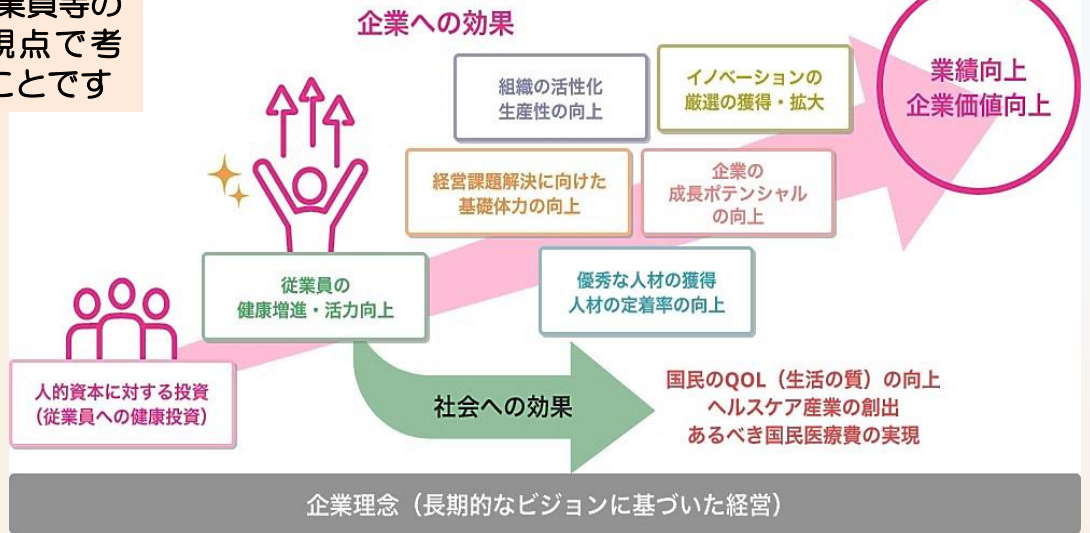 業員等の
視点で考
ことです
企業への効果
組織の活性化
生産性の向上
イノベーションの
厳選の獲得・拡大
業績向上
企業価値向上
経営課題解決に向けた
基礎体力の向上
企業の
成長ポテンシャル
の向上
従業員の
健康増進・活力向上
優秀な人材の獲得
人材の定着率の向上
人的資本に対する投資
(従業員への健康投資)
社会への効果
国民のQOL（生活の質）の向上
ヘルスケア産業の創出
あるべき国民医療費の実現
企業理念（長期的なビジョンに基づいた経営）